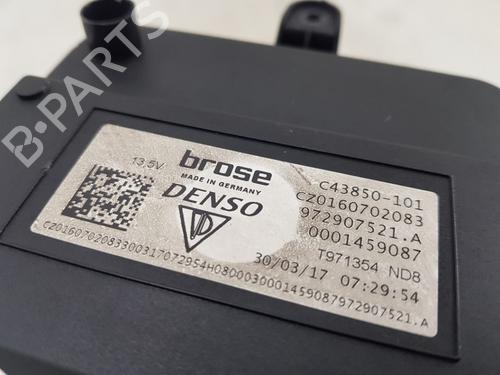 B-PARTS
13,5V
brose
MADE IN GERMANY
DENSO
C43850-101
CZ0160702083
972907521.A
0001459087
T971354 ND8
30/03/17 07:29:54
CZ01607020833003170729S4H08000300014590879729075​21.A